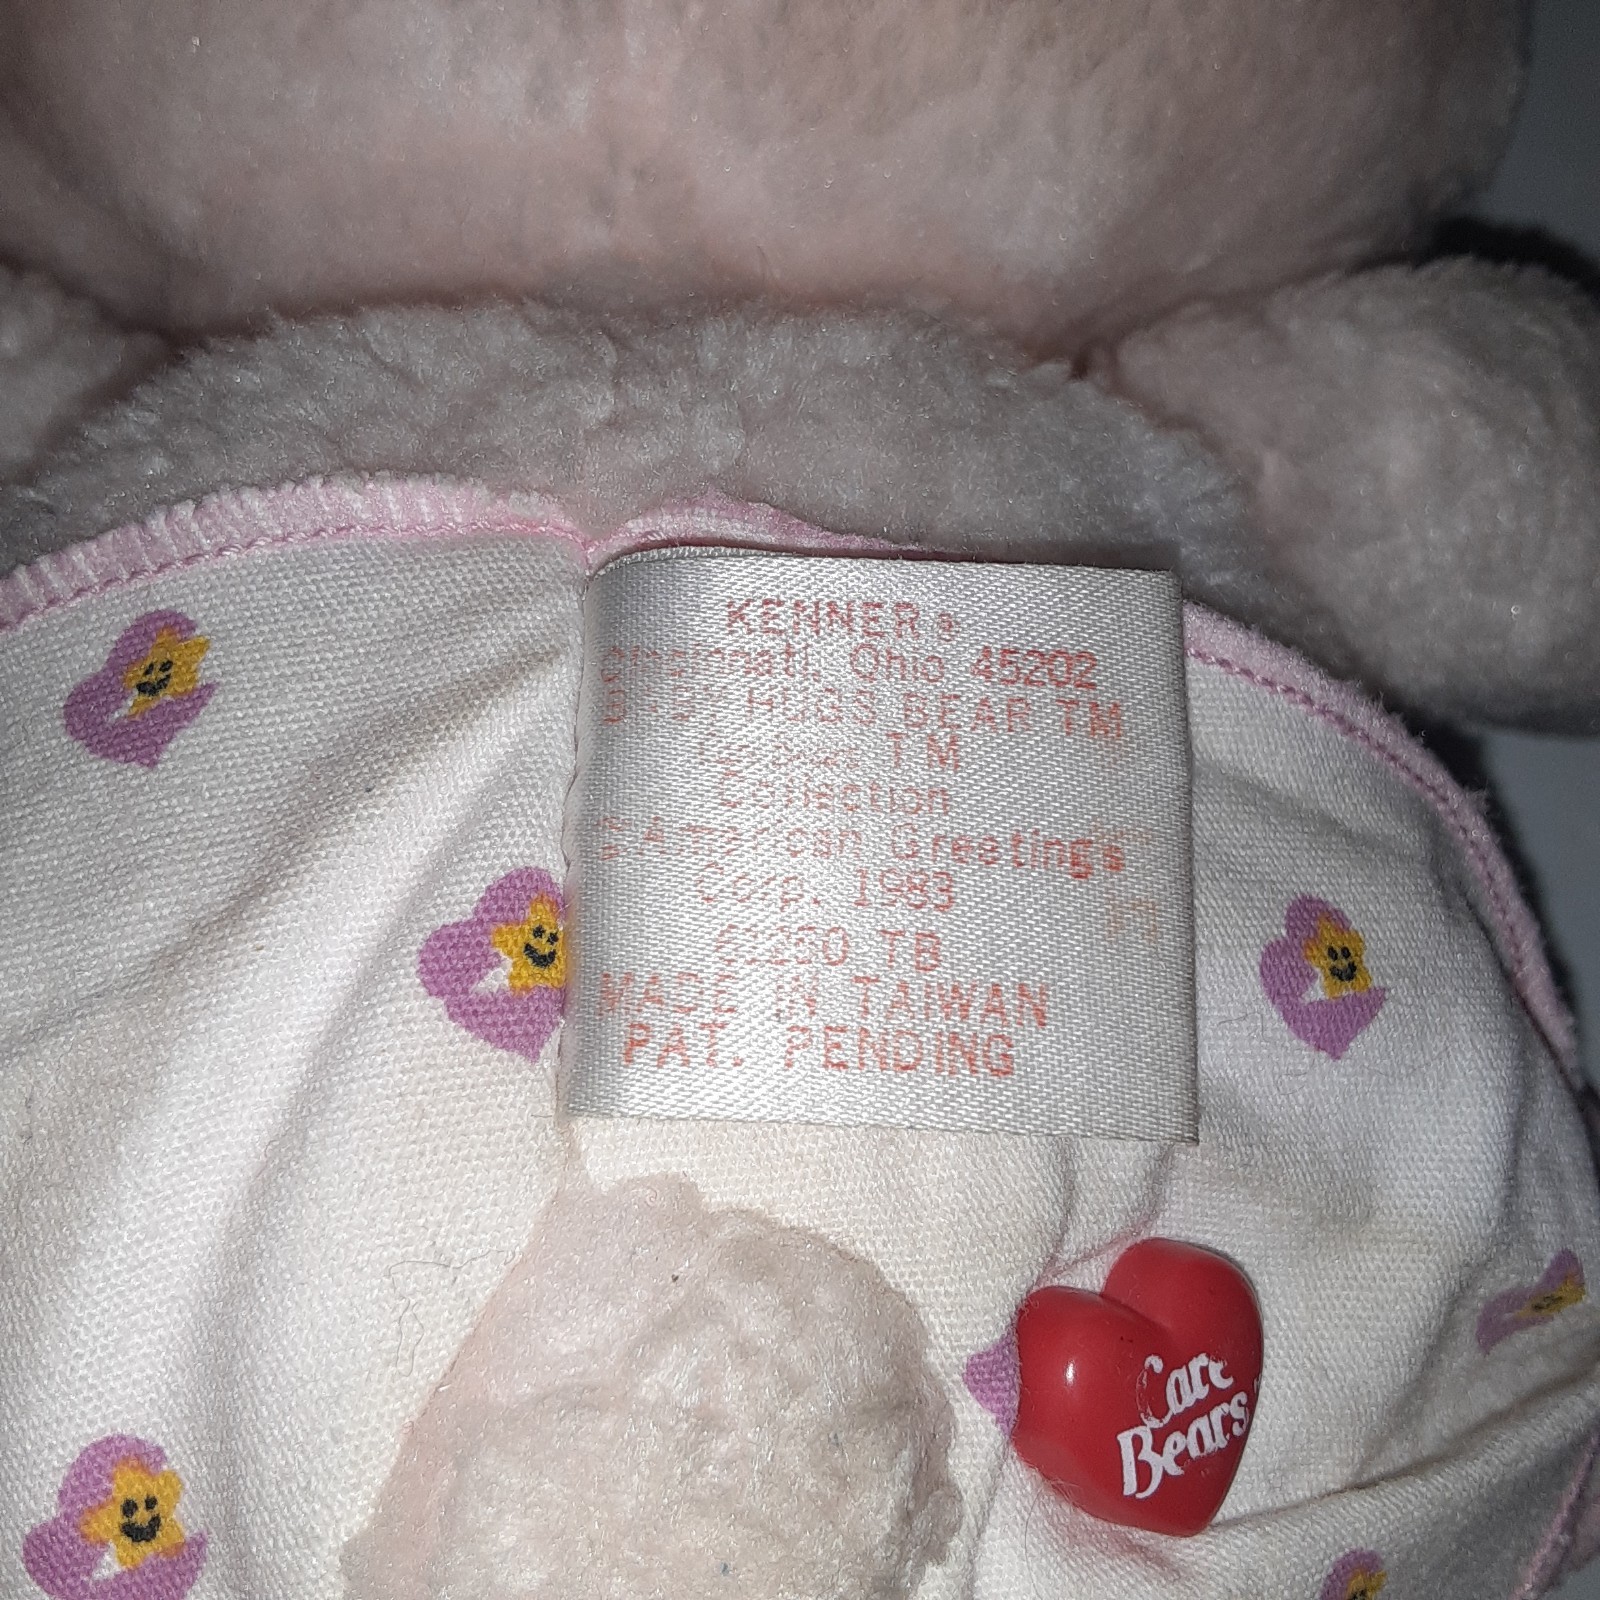 KENNER®
Cincinnati, Ohio 45202
BABY HUGS BEAR TM
TM
Collection
American Greetings
Corp. 1983
TB
MADE IN TAIWAN
PAT. PENDING
Care
Bears